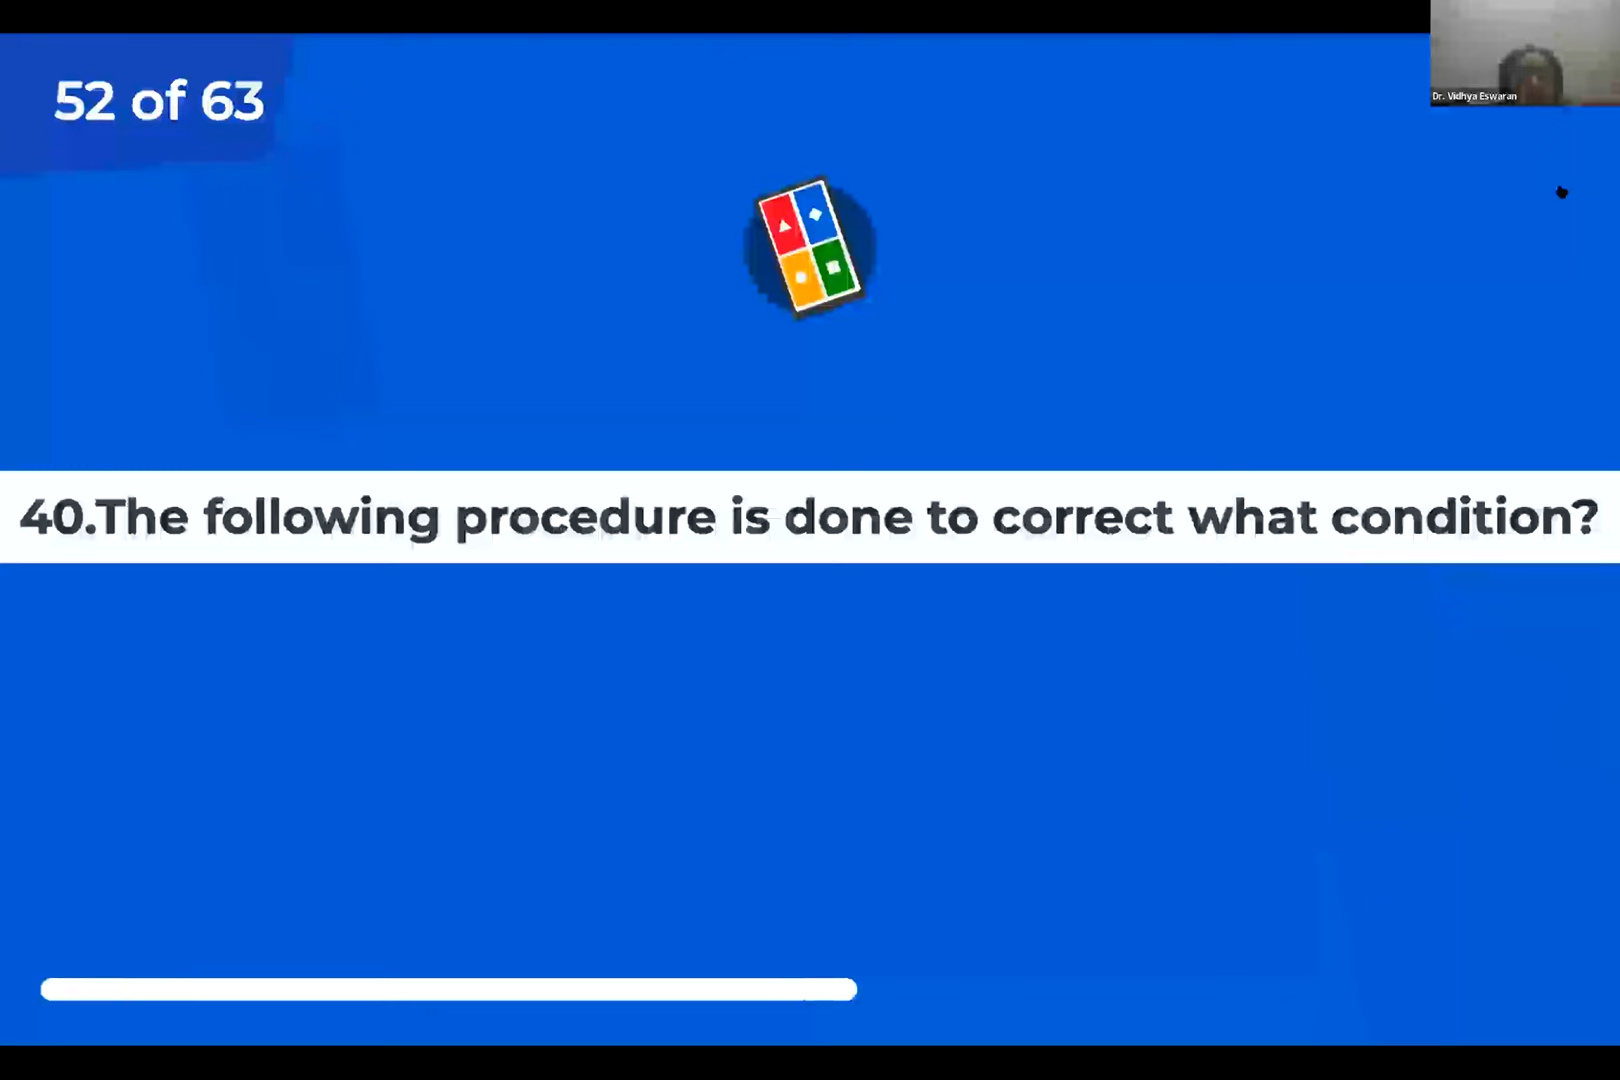 Dr. Vidhya Eswaran
52 of 63
40.The following procedure is done to correct what condition?